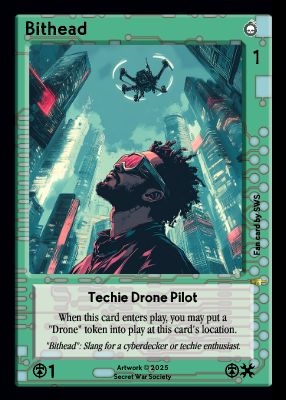 Bithead
1
Fan card by SWS
Techie Drone Pilot
When this card enters play, you may put a
"Drone" token into play at this card's location.
"Bithead": Slang for a cyberdecker or techie enthusiast.
1
Artwork © 2025
Secret War Society